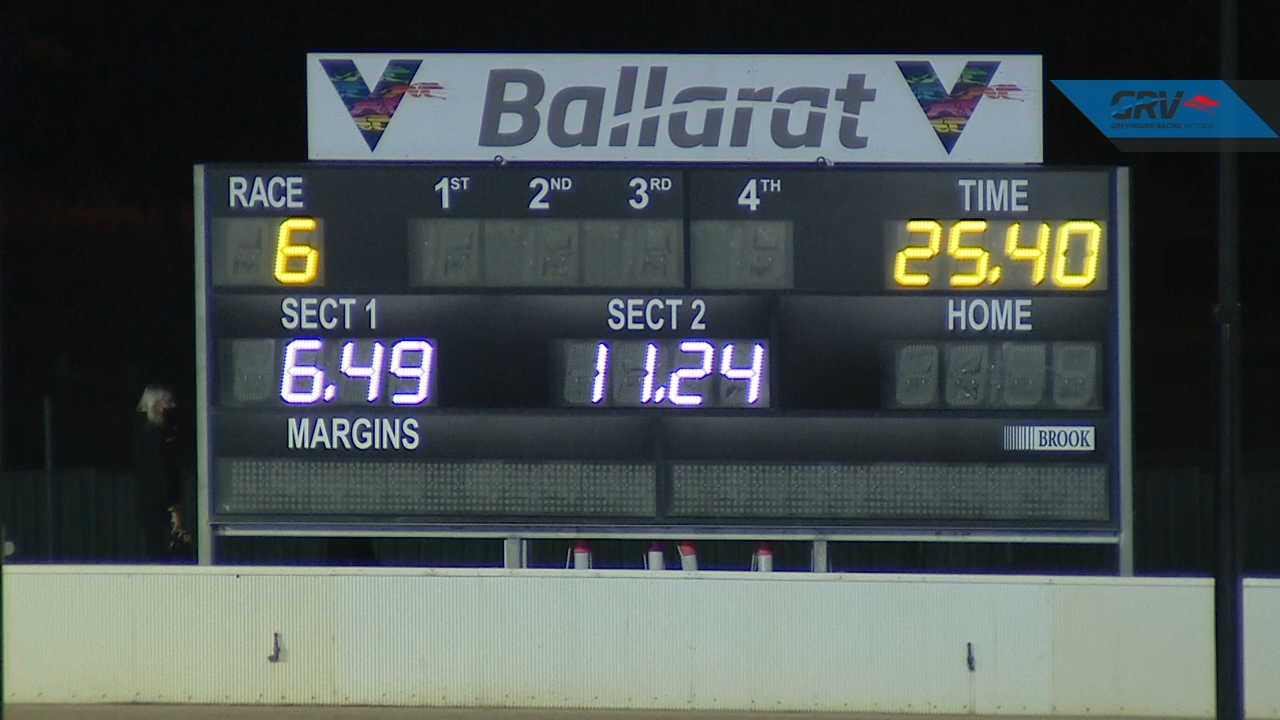 Ballarat
GRV
GREYHOUND RACING VICTORIA
RACE 1ST 2ND 3RD 4TH TIME
6 25.40
SECT 1 SECT 2 HOME
6.49 11.24
MARGINS BROOK